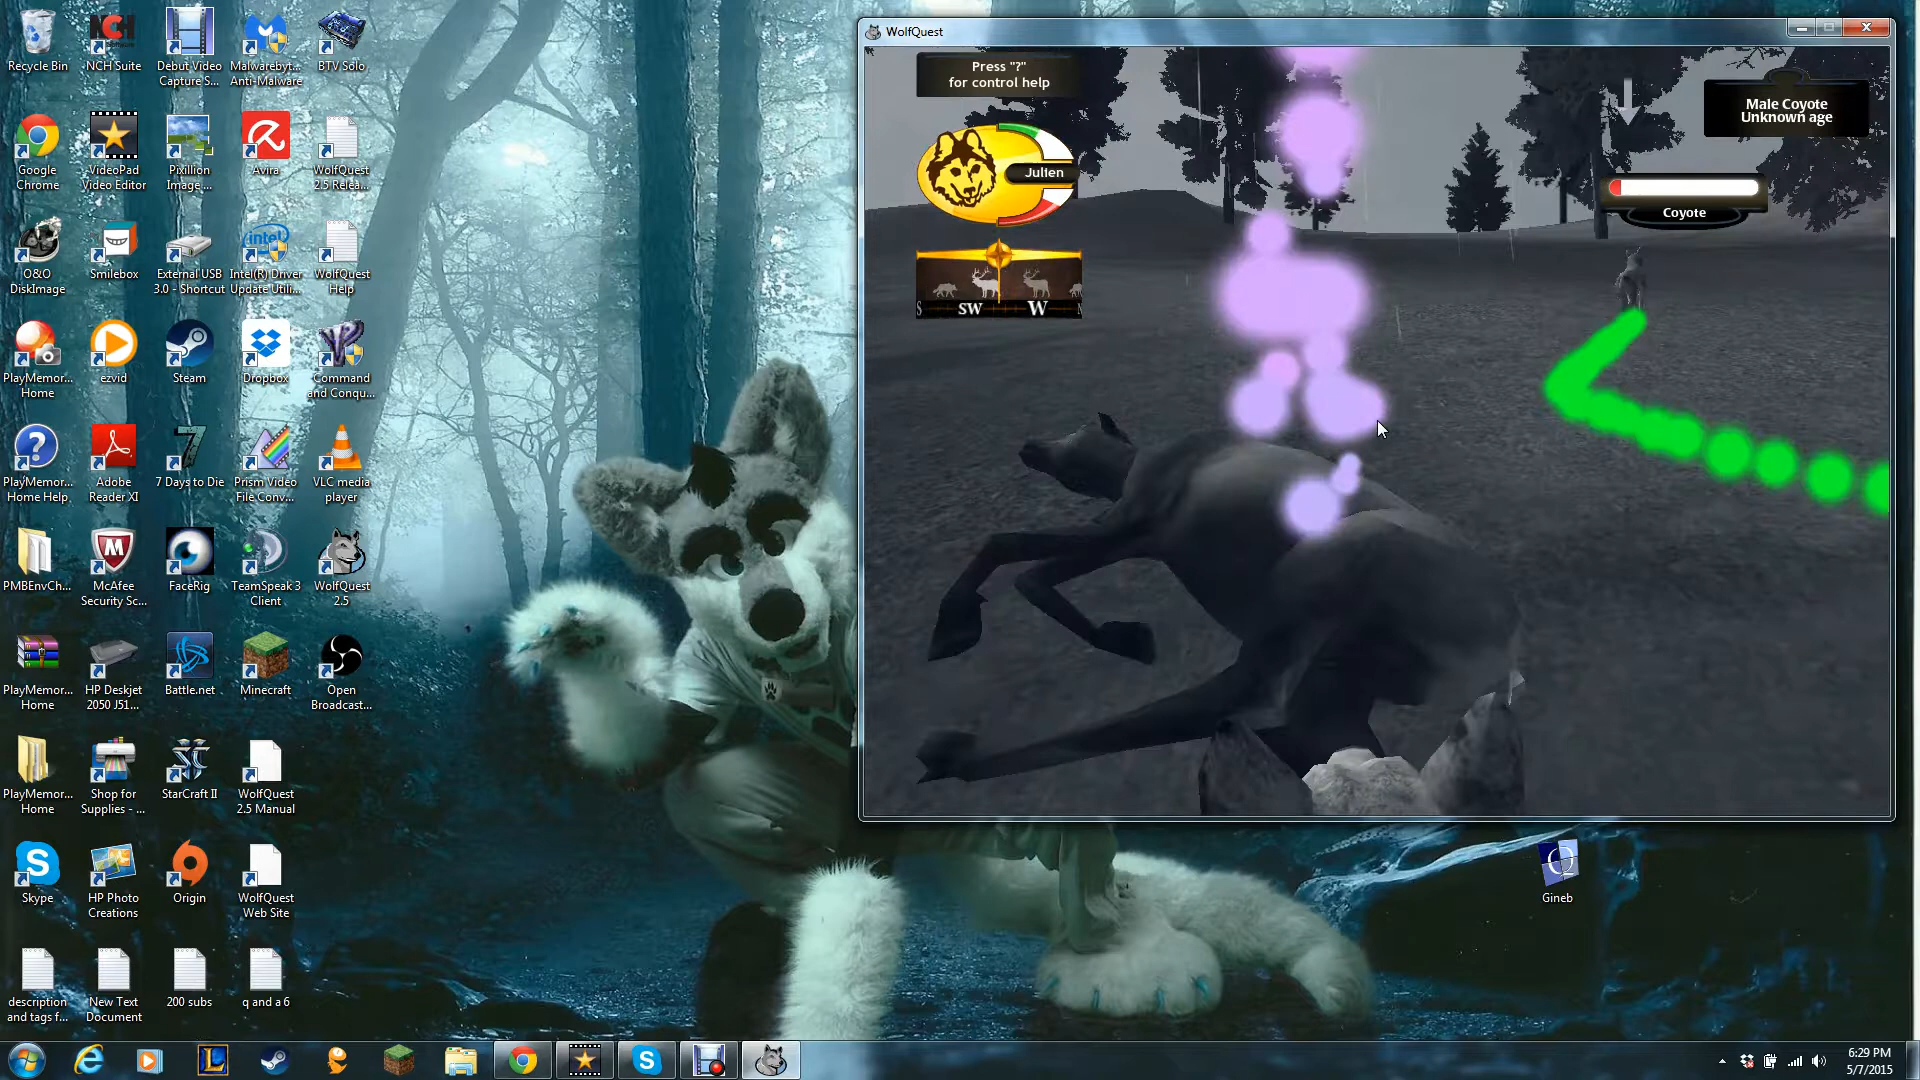 Recycle Bin
NCH Suite
Debut Video
Capture S...
Malwarebyt...
Anti-Malware
BTV Solo
Google
Chrome
VideoPad
Video Editor
Pixillion
Image ...
Avira
WolfQuest
2.5 Relea...
O&O
DiskImage
Smilebox
External USB
3.0 - Shortcut
Intel(R) Driver
Update Utili...
WolfQuest
Help
PlayMemor...
Home
ezvid
Steam
Dropbox
Command
and Conqu...
PlayMemor...
Home Help
Adobe
Reader XI
7 Days to Die
Prism Video
File Conv...
VLC media
player
PMBEnvCh...
McAfee
Security Sc...
FaceRig
TeamSpeak 3
Client
WolfQuest
2.5
PlayMemor...
Home
HP Deskjet
2050 J51...
Battle.net
Minecraft
Open
Broadcast...
PlayMemor...
Home
Shop for
Supplies - ...
StarCraft II
WolfQuest
2.5 Manual
Skype
HP Photo
Creations
Origin
WolfQuest
Web Site
description
and tags f...
New Text
Document
200 subs
q and a 6
WolfQuest
Press "?"
for control help
Julien
S SW W N
Male Coyote
Unknown age
Coyote
Gineb
6:29 PM
5/7/2015